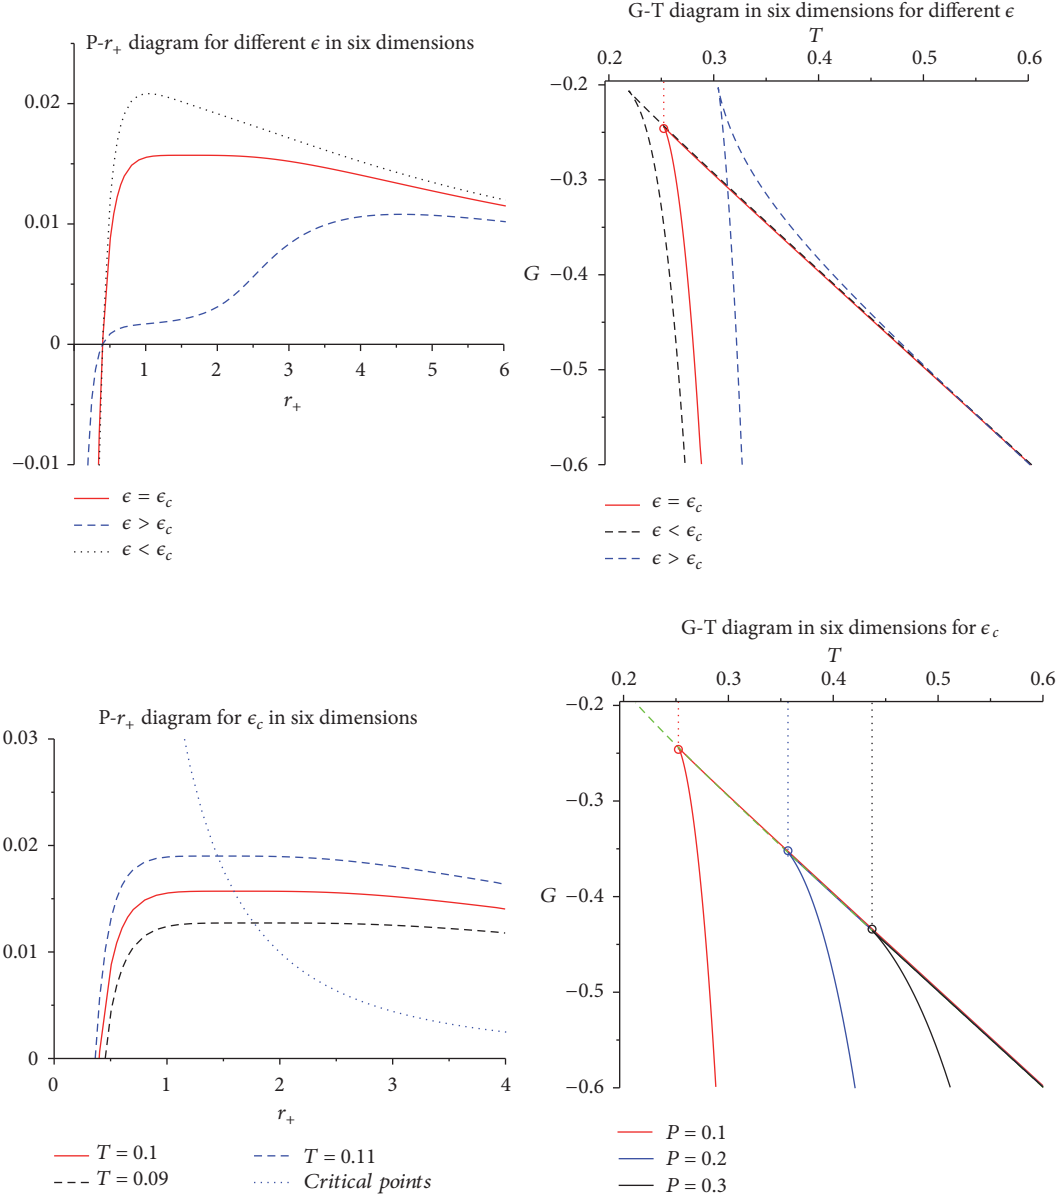 P-r+ diagram for different ϵ in six dimensions
0.02
0.01
0
−0.01
1 2 3 4 5 6
r+
ϵ = ϵc
ϵ > ϵc
ϵ < ϵc
G-T diagram in six dimensions for different ϵ
T
0.2 0.3 0.4 0.5 0.6
−0.2
−0.3
G −0.4
−0.5
−0.6
ϵ = ϵc
ϵ < ϵc
ϵ > ϵc
P-r+ diagram for ϵc in six dimensions
0.03
0.02
0.01
0
0 1 2 3 4
r+
T = 0.1 T = 0.11
T = 0.09 Critical points
G-T diagram in six dimensions for ϵc
T
0.2 0.3 0.4 0.5 0.6
−0.2
−0.3
G −0.4
−0.5
−0.6
P = 0.1
P = 0.2
P = 0.3